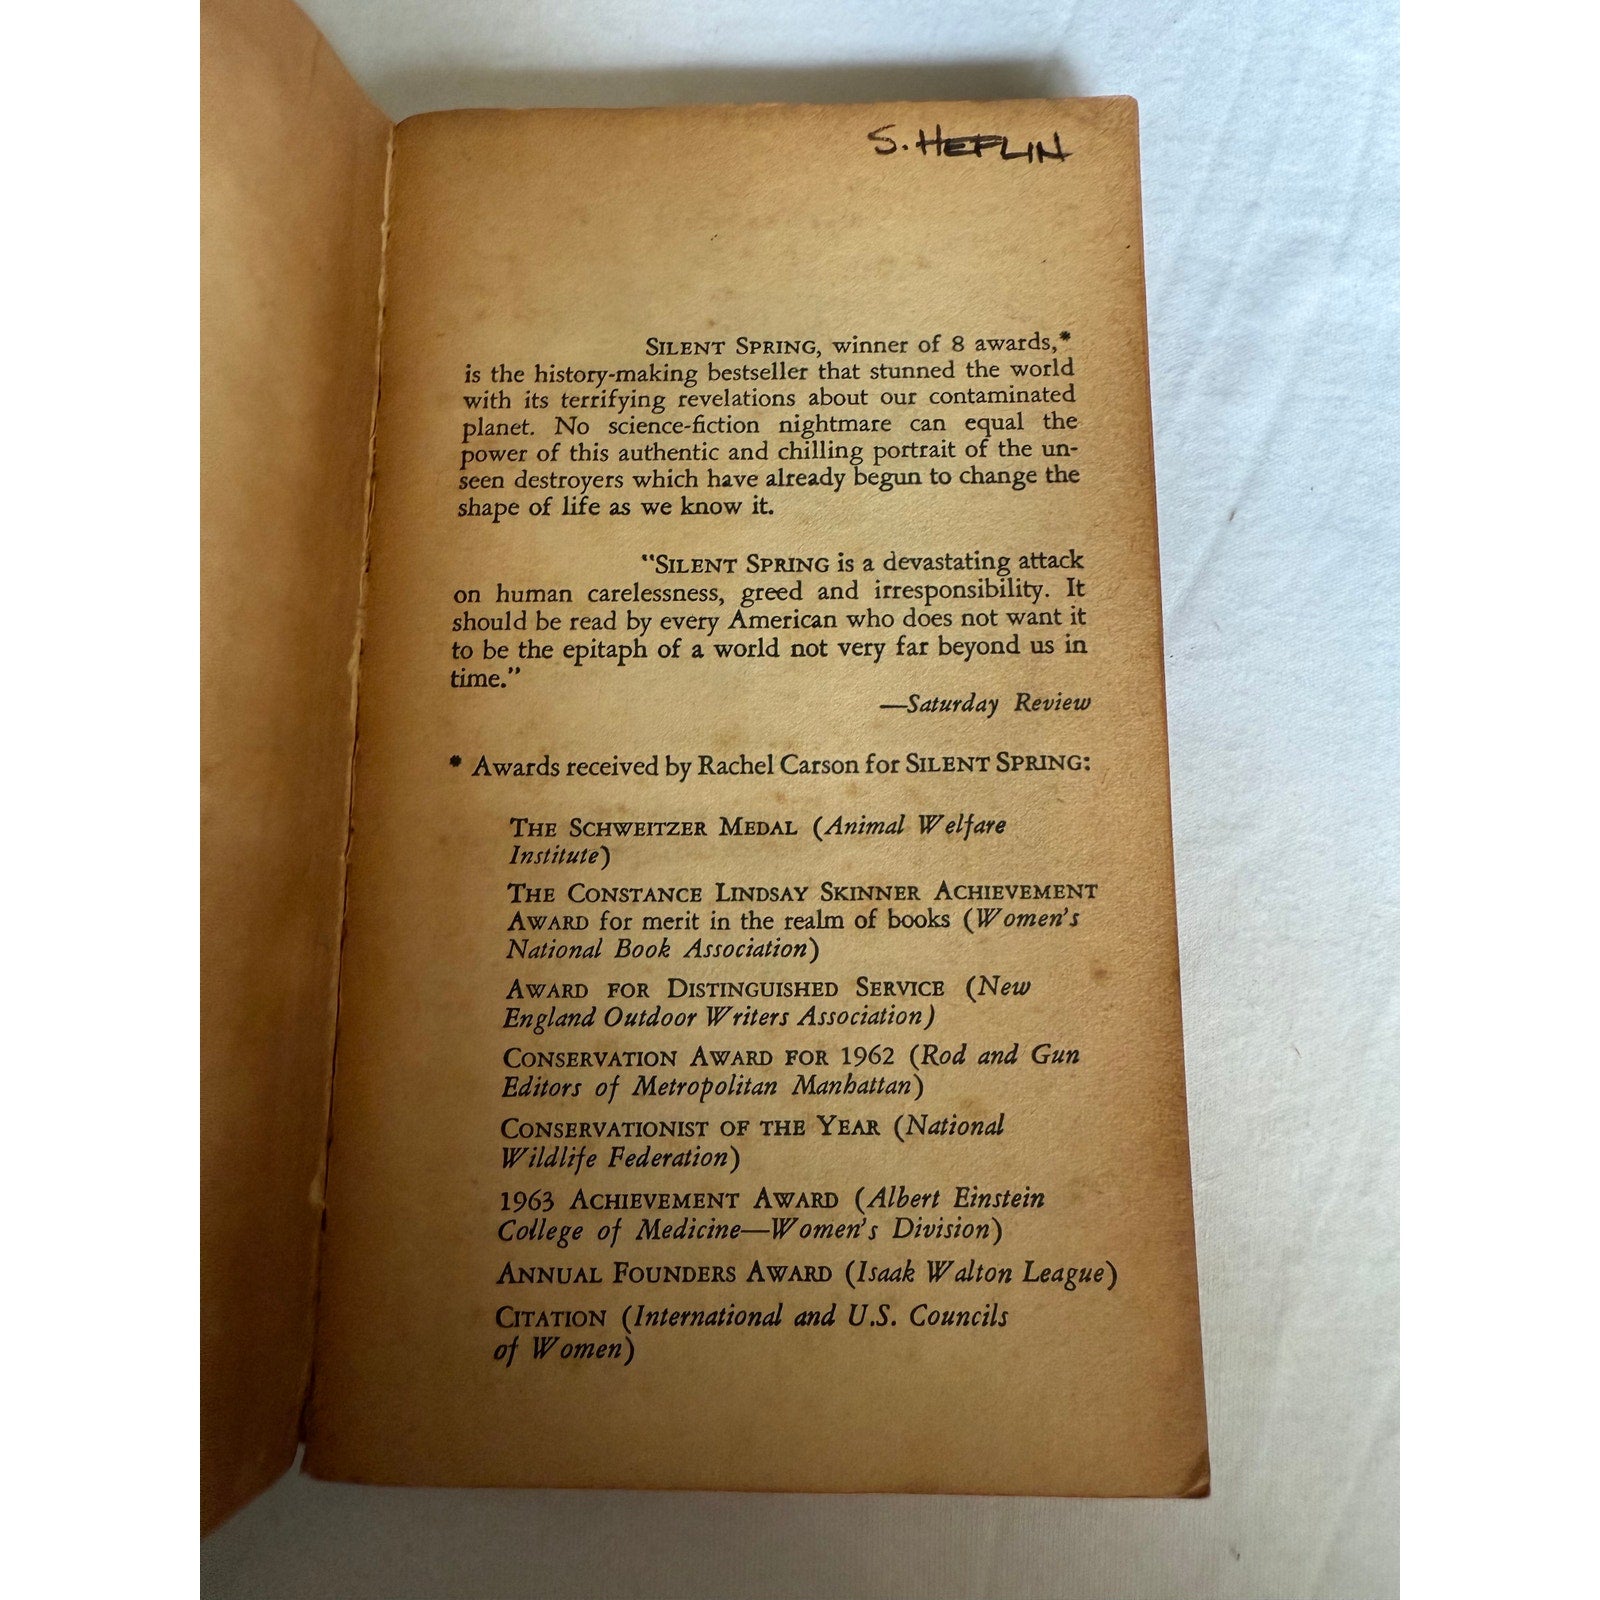 S. HEFLIN
SILENT SPRING, winner of 8 awards,*
is the history-making bestseller that stunned the world
with its terrifying revelations about our contaminated
planet. No science-fiction nightmare can equal the
power of this authentic and chilling portrait of the un-
seen destroyers which have already begun to change the
shape of life as we know it.
"SILENT SPRING is a devastating attack
on human carelessness, greed and irresponsibility. It
should be read by every American who does not want it
to be the epitaph of a world not very far beyond us in
time."
—Saturday Review
* Awards received by Rachel Carson for SILENT SPRING:
THE SCHWEITZER MEDAL (Animal Welfare
Institute)
THE CONSTANCE LINDSAY SKINNER ACHIEVEMENT
AWARD for merit in the realm of books (Women's
National Book Association)
AWARD FOR DISTINGUISHED SERVICE (New
England Outdoor Writers Association)
CONSERVATION AWARD FOR 1962 (Rod and Gun
Editors of Metropolitan Manhattan)
CONSERVATIONIST OF THE YEAR (National
Wildlife Federation)
1963 ACHIEVEMENT AWARD (Albert Einstein
College of Medicine—Women's Division)
ANNUAL FOUNDERS AWARD (Isaak Walton League)
CITATION (International and U.S. Councils
of Women)